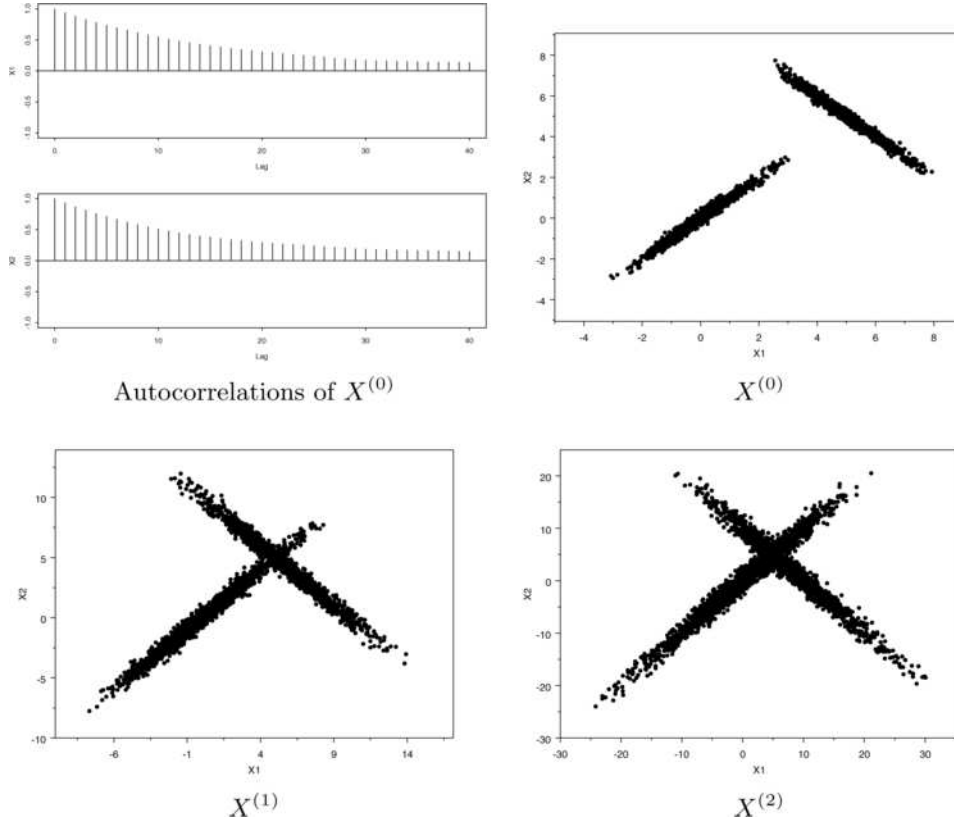 1.0
0.5
0.0
-0.5
-1.0
X1
0 10 20 30 40
Lag
1.0
0.5
0.0
-0.5
-1.0
X2
0 10 20 30 40
Lag
Autocorrelations of X^(0)
8
6
4
2
0
-2
-4
X2
-4 -2 0 2 4 6 8
X1
X^(0)
10
5
0
-5
-10
X2
-6 -1 4 9 14
X1
X^(1)
30
20
10
0
-10
-20
-30
X2
-30 -20 -10 0 10 20 30
X1
X^(2)